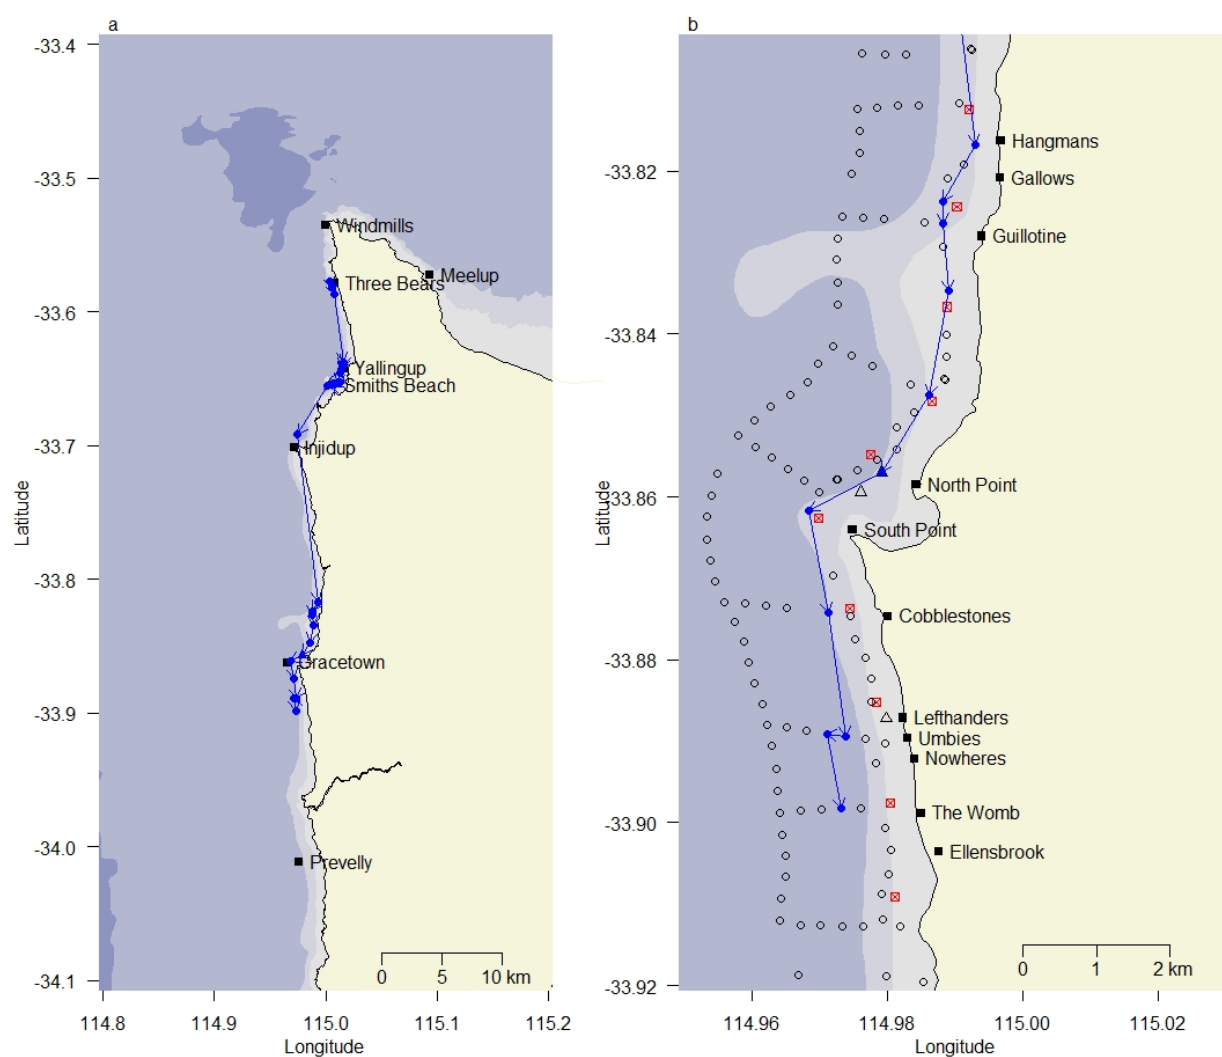 a
-33.4
-33.5
-33.6
-33.7
-33.8
-33.9
-34.0
-34.1
Latitude
Windmills
Meelup
Three Bears
Yallingup
Smiths Beach
Injidup
Gracetown
Prevelly
0 5 10 km
114.8 114.9 115.0 115.1 115.2
Longitude
b
-33.82
-33.84
-33.86
-33.88
-33.90
-33.92
Latitude
Hangmans
Gallows
Guillotine
North Point
South Point
Cobblestones
Lefthanders
Umbies
Nowheres
The Womb
Ellensbrook
0 1 2 km
114.96 114.98 115.00 115.02
Longitude